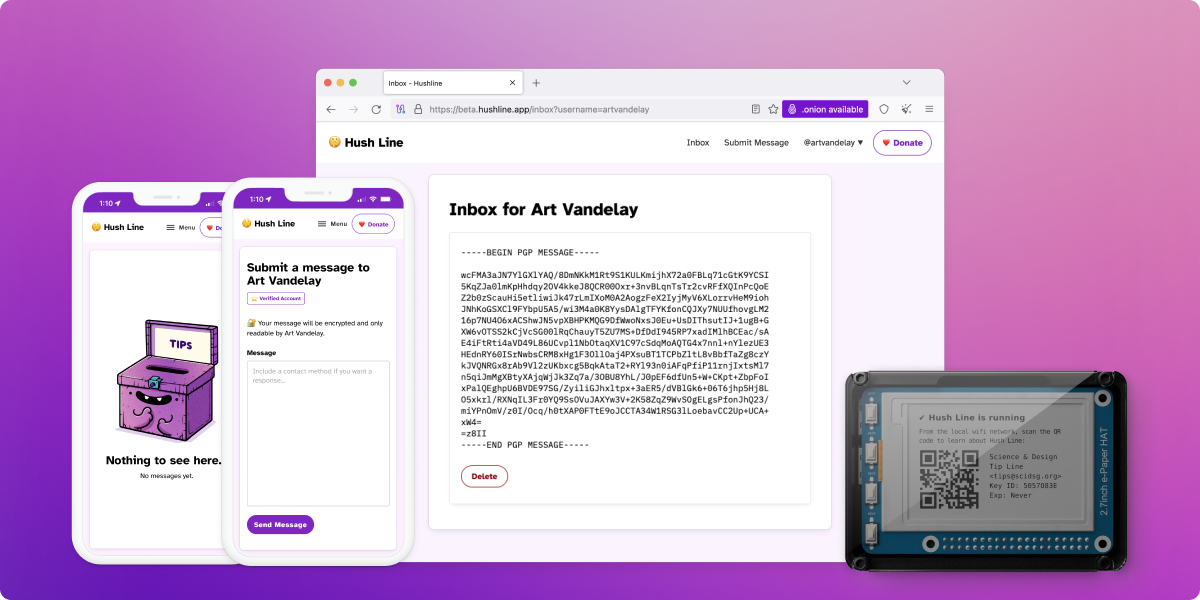 Inbox - Hushline
https://beta.hushline.app/inbox?username=artvandelay
.onion available
Hush Line
Inbox
Submit Message
@artvandelay ▼
Donate
Inbox for Art Vandelay
-----BEGIN PGP MESSAGE-----
wcFMA3aJN7YlGXlYAQ/8DmNKkM1Rt9S1KULKmijhX72a0FBLq71cGtK9YCSI
5KqZJa0lmKpHhdqy2OV4kkeJ8QCR00Oxr+3nvBLqnTsTr2cvRFfXQInPcQoE
Z2b0zScauHi5etliwiJk47rLmIXoM0A2AogzFeX2IyjMyV6XLorrvHeM9ioh
JNhKoGSXCl9FYbpU5A5/wi3M4a0K8YysDAlgTFYKfonCQJXy7NUUfhovgLM2
16p7NU4O6xACShwJN5vpXBHPKMQG9DfWwoNxsJ0Eu+UsDIThsutIJ+1ugB+G
XW6vOTSS2kCjVcSG00lRqChauyT5ZU7MS+DfDdI945RP7xadIMlhBCEac/sA
E4iFtRti4aVD49L86UCvpl1NbOtaqXV1C97cSdqMoAQTG4x7nnl+nYlezUE3
HEdnRY60ISrNwbsCRM8xHg1F3OllOaj4PXsuBT1TCPbZltL8vBbfTaZg8czY
kJVQNRGx8rAb9Vl2zUKbxcg5BqkAtaT2+RYl93n0iAFqPfiP11rnjIxtsMl7
n5qiJmMgXBtyXAjqWjJk3Zq7a/3OBU8YhL/J0pEF6dfUn5+W+CKpt+ZbpFoI
xPalQEghpU6BVDE97SG/ZyiliGJhxltpx+3aER5/dVBlGk6+06T6jhp5Hj8L
O5xkrl/RXNqIL3Fr0YQ9SsOVuJAXYw3V+2K58ZqZ9WvSOgELgsPfonJhQ23/
miYPnOmV/z0I/Ocq/h0tXAP0FTtE9oJCCTA34W1RSG3lLoebavCC2Up+UCA+
xW4=
=z8II
-----END PGP MESSAGE-----
Delete
1:10
Hush Line
Menu
TIPS
Nothing to see here.
No messages yet.
1:10
Hush Line
Menu
Donate
Submit a message to
Art Vandelay
Verified Account
Your message will be encrypted and only
readable by Art Vandelay.
Message
Include a contact method if you want a
response...
Send Message
✔ Hush Line is running
From the local wifi network, scan the QR
code to learn about Hush Line:
Science & Design
Tip Line
<tips@scidsg.org>
Key ID: 5057083E
Exp: Never
2.7inch e-Paper HAT